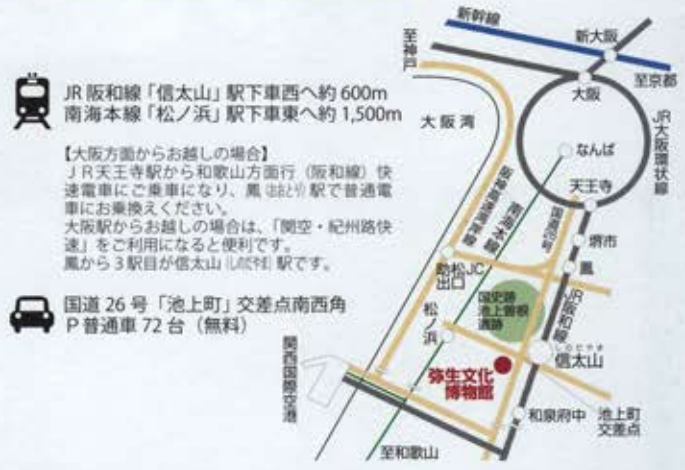 JR 阪和線「信太山」駅下車西へ約 600m
南海本線「松ノ浜」駅下車東へ約 1,500m
【大阪方面からお越しの場合】
ＪＲ天王寺駅から和歌山方面行（阪和線）快
速電車にご乗車になり、鳳（おおとり）駅で普通電
車にお乗換えください。
大阪駅からお越しの場合は、「関空・紀州路快
速」をご利用になると便利です。
鳳から３駅目が信太山（しのだやま）駅です。
国道 26 号「池上町」交差点南西角
Ｐ普通車 72 台（無料）
新幹線
新大阪
至神戸
至京都
大阪
大阪湾
JR大阪環状線
なんば
天王寺
阪神高速湾岸線
南海本線
国道26号
堺市
鳳
助松JC
出口
国史跡
池上曽根
遺跡
JR阪和線
松ノ浜
しのだやま
信太山
関西国際空港
弥生文化
博物館
池上町
交差点
和泉府中
至和歌山